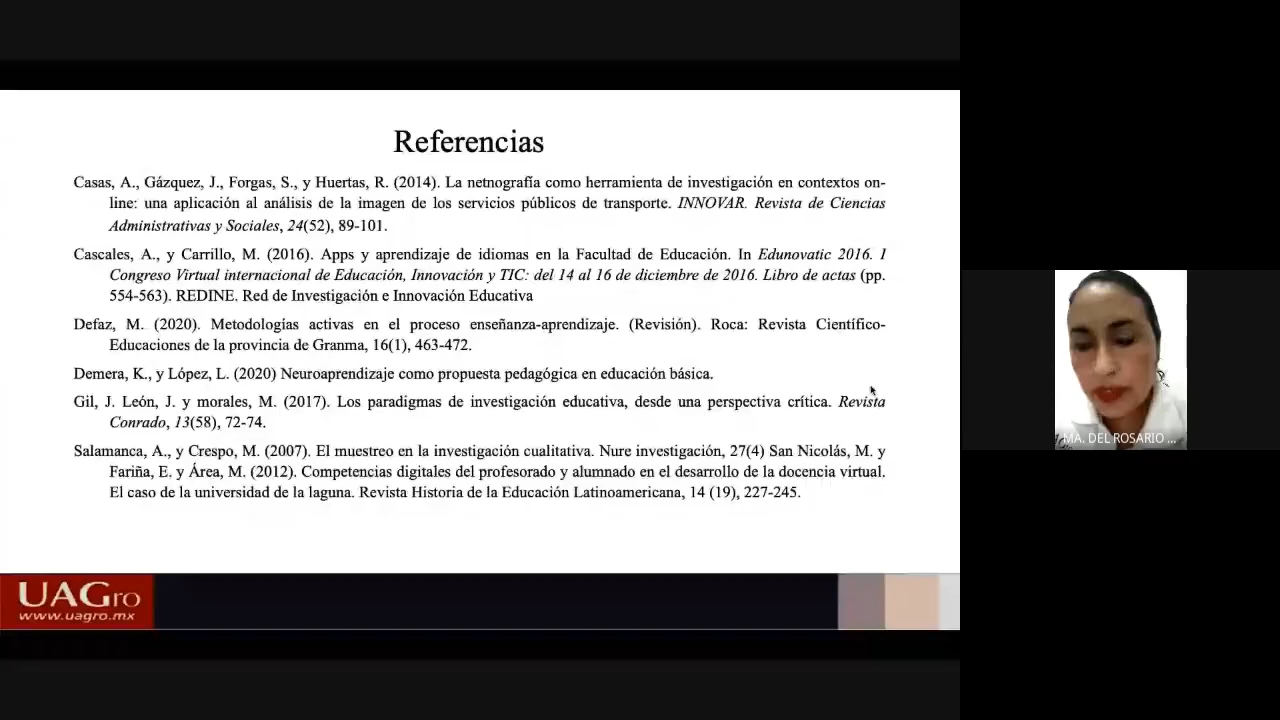 Referencias
Casas, A., Gázquez, J., Forgas, S., y Huertas, R. (2014). La netnografía como herramienta de investigación en contextos on-
line: una aplicación al análisis de la imagen de los servicios públicos de transporte. INNOVAR. Revista de Ciencias
Administrativas y Sociales, 24(52), 89-101.
Cascales, A., y Carrillo, M. (2016). Apps y aprendizaje de idiomas en la Facultad de Educación. In Edunovatic 2016. I
Congreso Virtual internacional de Educación, Innovación y TIC: del 14 al 16 de diciembre de 2016. Libro de actas (pp.
554-563). REDINE. Red de Investigación e Innovación Educativa
Defaz, M. (2020). Metodologías activas en el proceso enseñanza-aprendizaje. (Revisión). Roca: Revista Científico-
Educaciones de la provincia de Granma, 16(1), 463-472.
Demera, K., y López, L. (2020) Neuroaprendizaje como propuesta pedagógica en educación básica.
Gil, J. León, J. y morales, M. (2017). Los paradigmas de investigación educativa, desde una perspectiva crítica. Revista
Conrado, 13(58), 72-74.
Salamanca, A., y Crespo, M. (2007). El muestreo en la investigación cualitativa. Nure investigación, 27(4) San Nicolás, M. y
Fariña, E. y Área, M. (2012). Competencias digitales del profesorado y alumnado en el desarrollo de la docencia virtual.
El caso de la universidad de la laguna. Revista Historia de la Educación Latinoamericana, 14 (19), 227-245.
UAGro
www.uagro.mx
MA. DEL ROSARIO ...